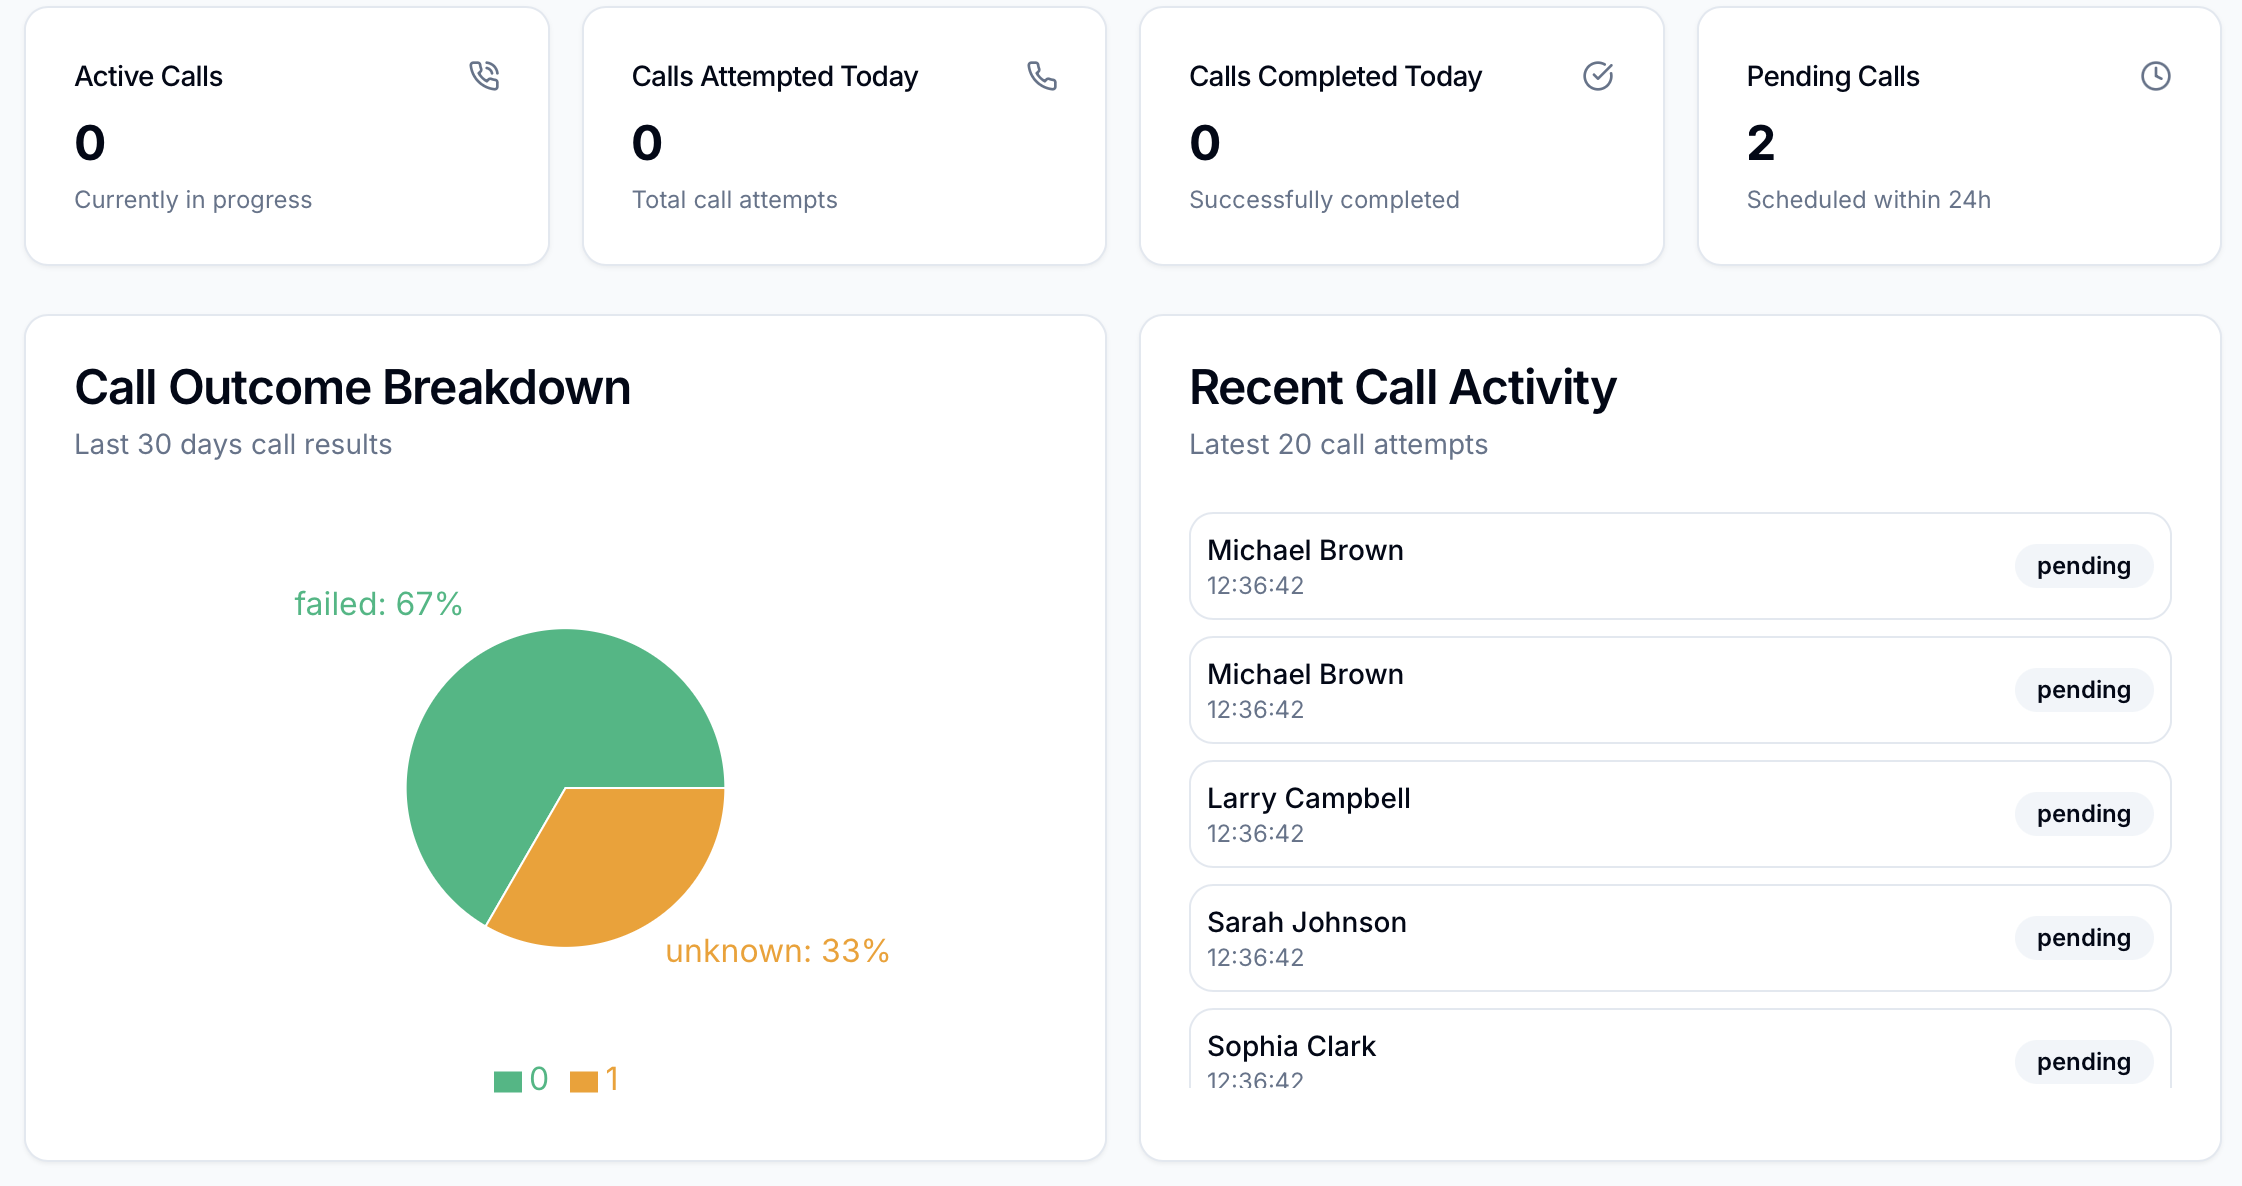 Active Calls
0
Currently in progress
Calls Attempted Today
0
Total call attempts
Calls Completed Today
0
Successfully completed
Pending Calls
2
Scheduled within 24h
Call Outcome Breakdown
Last 30 days call results
failed: 67%
unknown: 33%
0 1
Recent Call Activity
Latest 20 call attempts
Michael Brown
12:36:42
pending
Michael Brown
12:36:42
pending
Larry Campbell
12:36:42
pending
Sarah Johnson
12:36:42
pending
Sophia Clark
12:36:42
pending